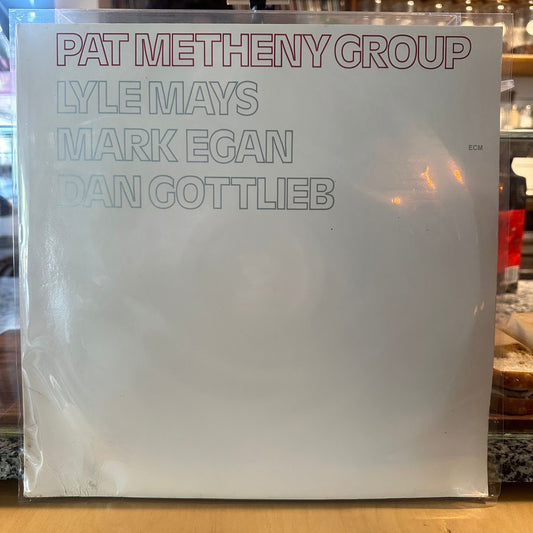 PAT METHENY GROUP
LYLE MAYS
MARK EGAN
ECM
DAN GOTTLIEB